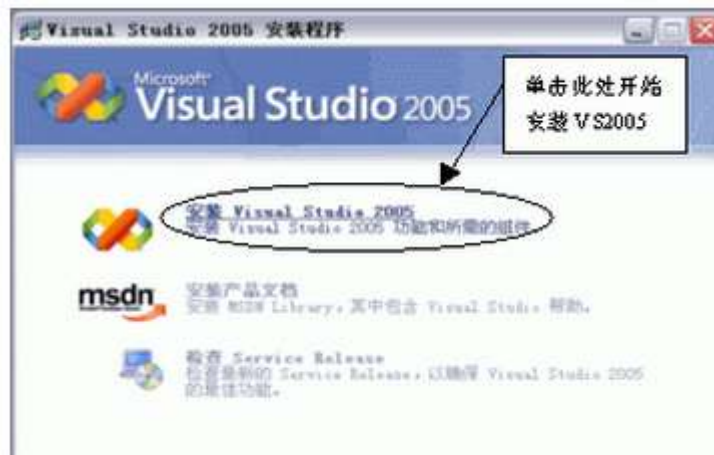 Visual Studio 2005 安装程序
Microsoft
Visual Studio 2005
单击此处开始
安装VS2005
安装 Visual Studio 2005
安装 Visual Studio 2005 功能和所需的组件
msdn
安装产品文档
安装 MSDN Library，其中包含 Visual Studio 帮助。
检查 Service Release
检查最新的 Service Release，以确保 Visual Studio 2005
的最佳功能。